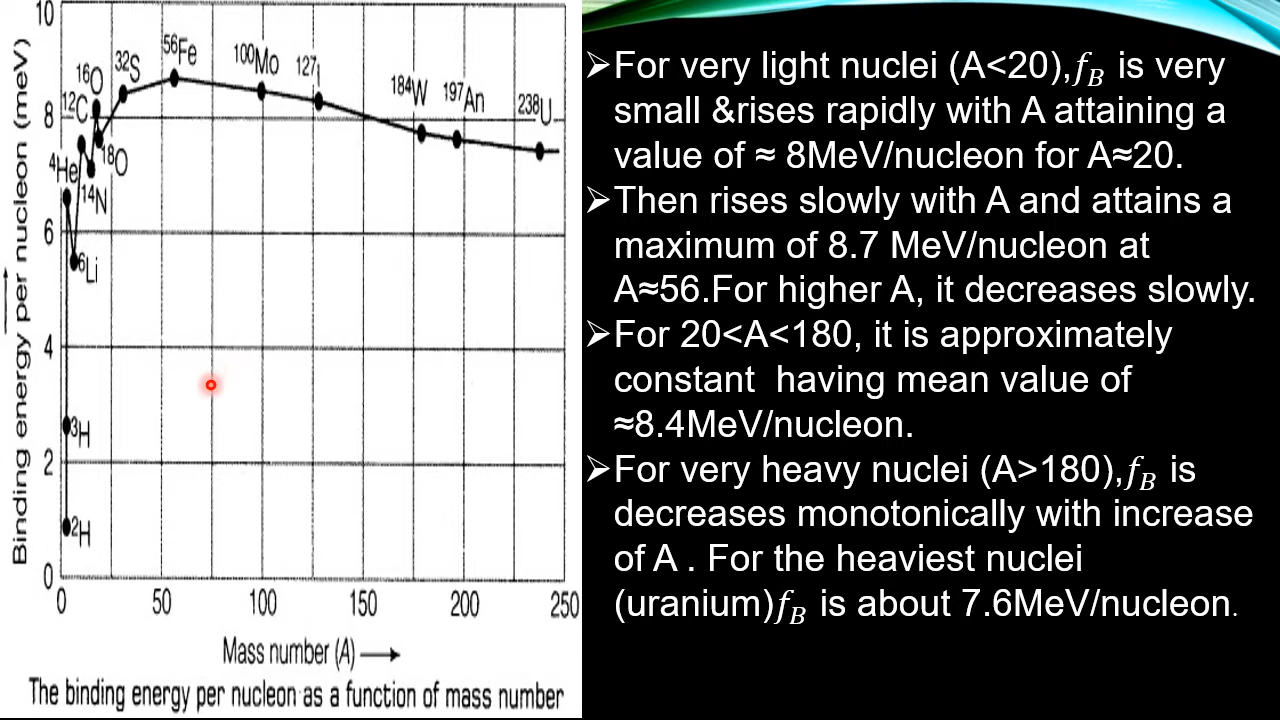 10
8
6
4
2
0
0 50 100 150 200 250
Binding energy per nucleon (meV)
⁵⁶Fe
³²S
¹⁰⁰Mo
¹²⁷I
¹⁶O
¹²C
¹⁸⁴W
¹⁹⁷An
²³⁸U
⁴He
¹⁸O
¹⁴N
⁶Li
³H
²H
Mass number (A)
The binding energy per nucleon as a function of mass number
➢For very light nuclei (A<20),𝑓𝐵 is very
small &rises rapidly with A attaining a
value of ≈ 8MeV/nucleon for A≈20.
➢Then rises slowly with A and attains a
maximum of 8.7 MeV/nucleon at
A≈56.For higher A, it decreases slowly.
➢For 20<A<180, it is approximately
constant having mean value of
≈8.4MeV/nucleon.
➢For very heavy nuclei (A>180),𝑓𝐵 is
decreases monotonically with increase
of A . For the heaviest nuclei
(uranium)𝑓𝐵 is about 7.6MeV/nucleon.